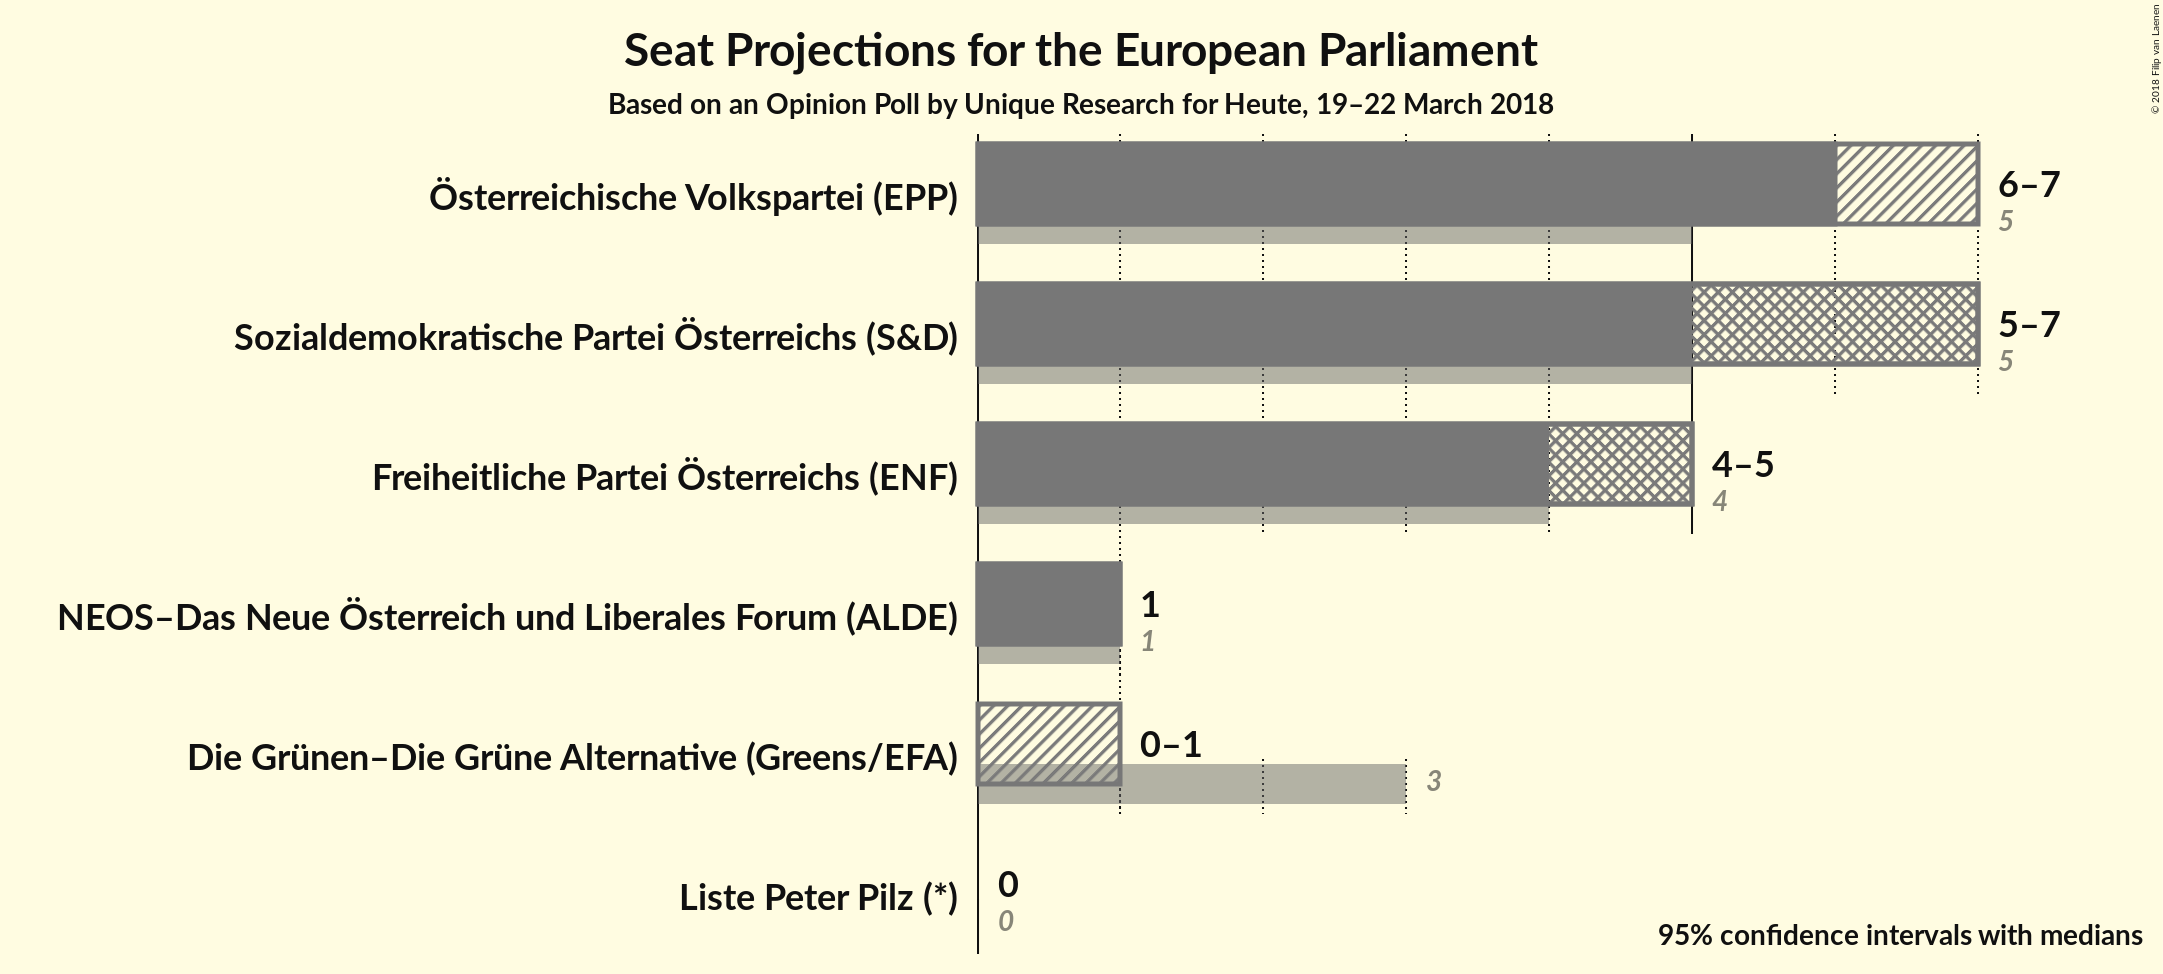 Seat Projections for the European Parliament
Based on an Opinion Poll by Unique Research for Heute, 19–22 March 2018
© 2018 Filip van Laenen
Österreichische Volkspartei (EPP)
6–7
5
Sozialdemokratische Partei Österreichs (S&D)
5–7
5
Freiheitliche Partei Österreichs (ENF)
4–5
4
NEOS–Das Neue Österreich und Liberales Forum (ALDE)
1
1
Die Grünen–Die Grüne Alternative (Greens/EFA)
0–1
3
Liste Peter Pilz (*)
0
0
95% confidence intervals with medians